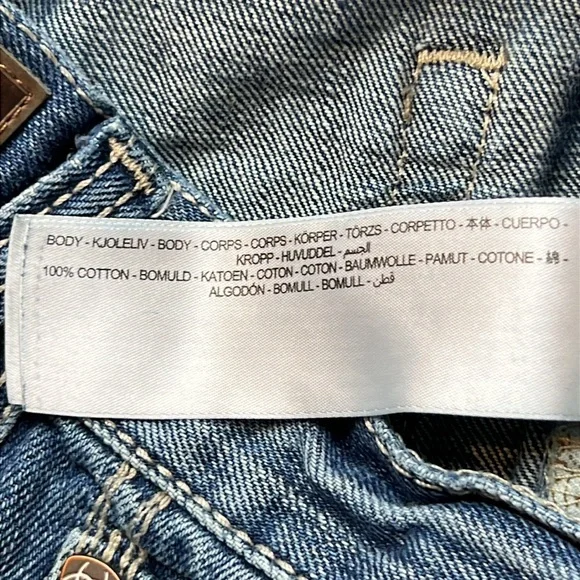 BODY - KJOLELIV - BODY - CORPS - CORPS - KÖRPER - TÖRZS - CORPETTO - 本体 - CUERPO -
KROPP - HUVUDDEL - الجسم
100% COTTON - BOMULD - KATOEN - COTON - COTON - BAUMWOLLE - PAMUT - COTONE - 綿 -
ALGODÓN - BOMULL - BOMULL - قطن